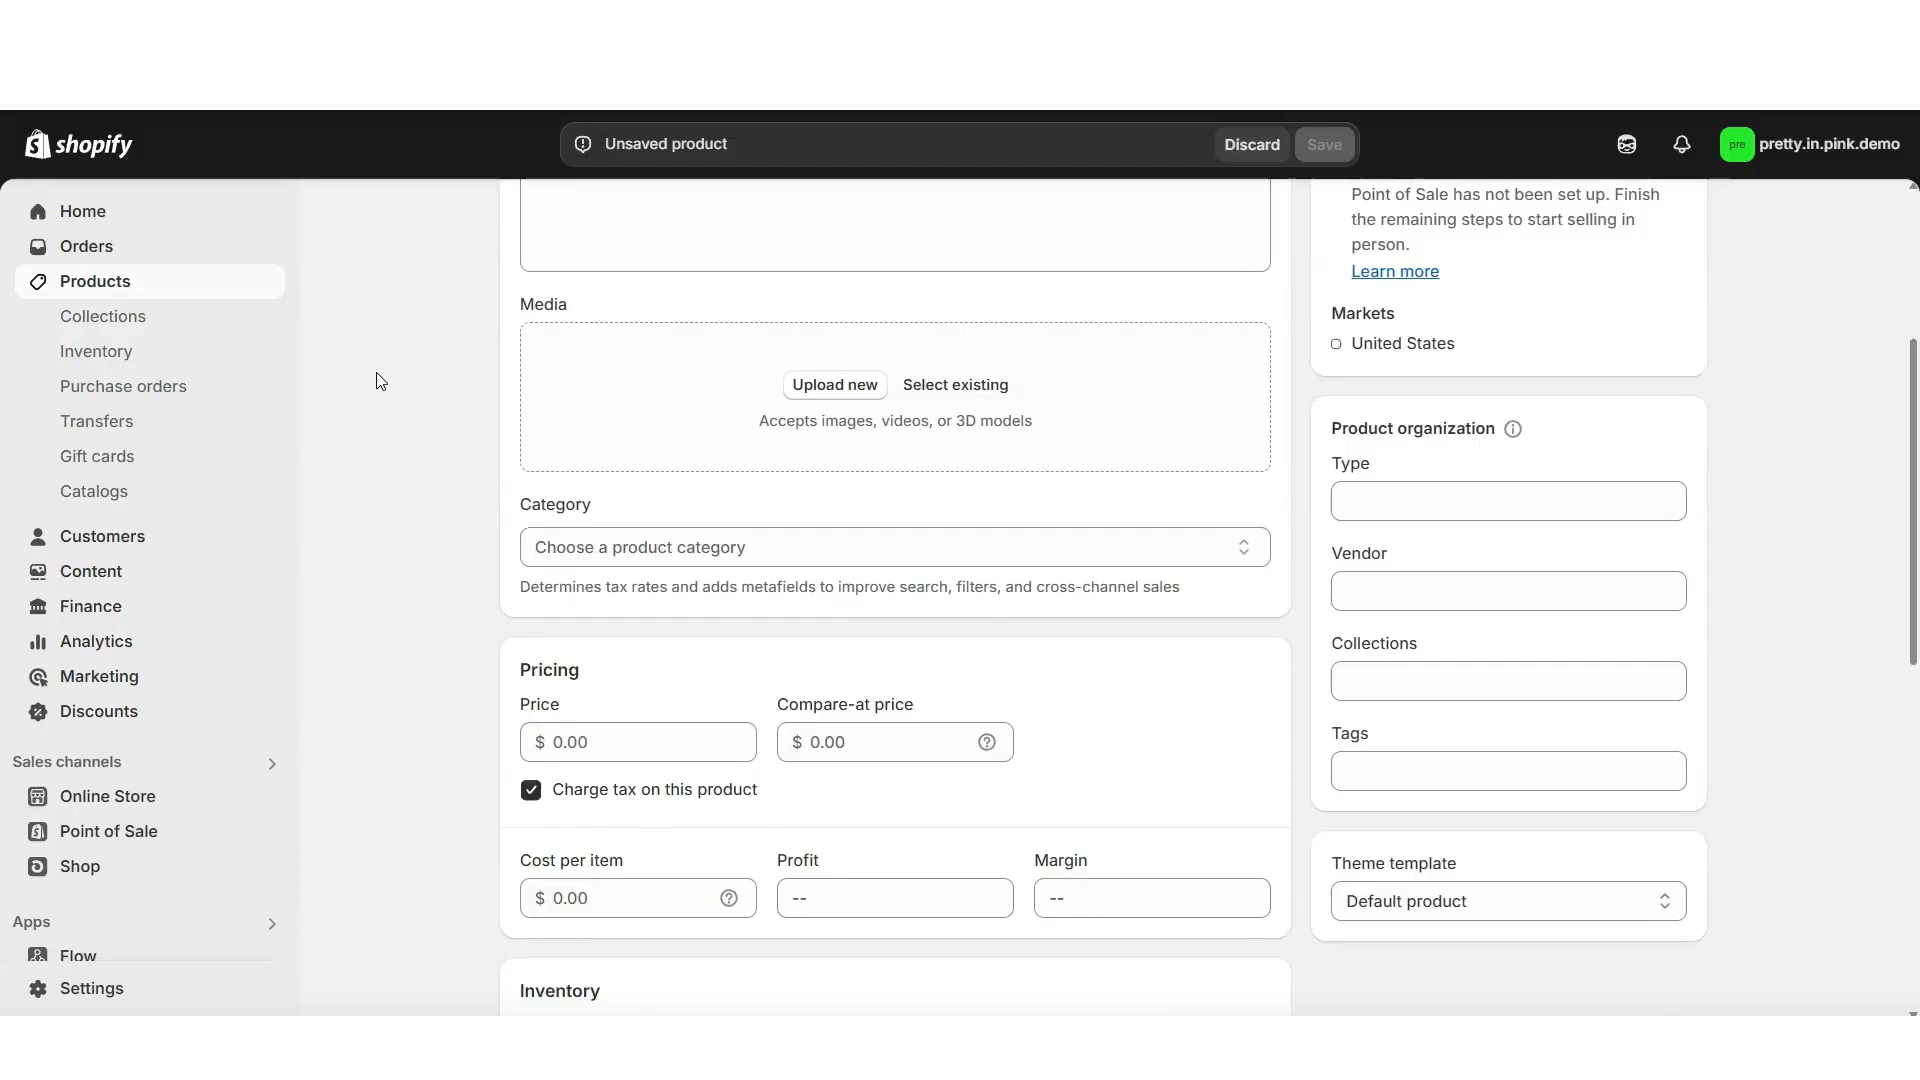 shopify
Unsaved product
Discard
Save
pre
pretty.in.pink.demo
Home
Orders
Products
Collections
Inventory
Purchase orders
Transfers
Gift cards
Catalogs
Customers
Content
Finance
Analytics
Marketing
Discounts
Sales channels
Online Store
Point of Sale
Shop
Apps
Flow
Settings
Media
Upload new
Select existing
Accepts images, videos, or 3D models
Category
Choose a product category
Determines tax rates and adds metafields to improve search, filters, and cross-channel sales
Pricing
Price
Compare-at price
$ 0.00
$ 0.00
Charge tax on this product
Cost per item
Profit
Margin
$ 0.00
--
--
Inventory
Point of Sale has not been set up. Finish
the remaining steps to start selling in
person.
Learn more
Markets
United States
Product organization
Type
Vendor
Collections
Tags
Theme template
Default product